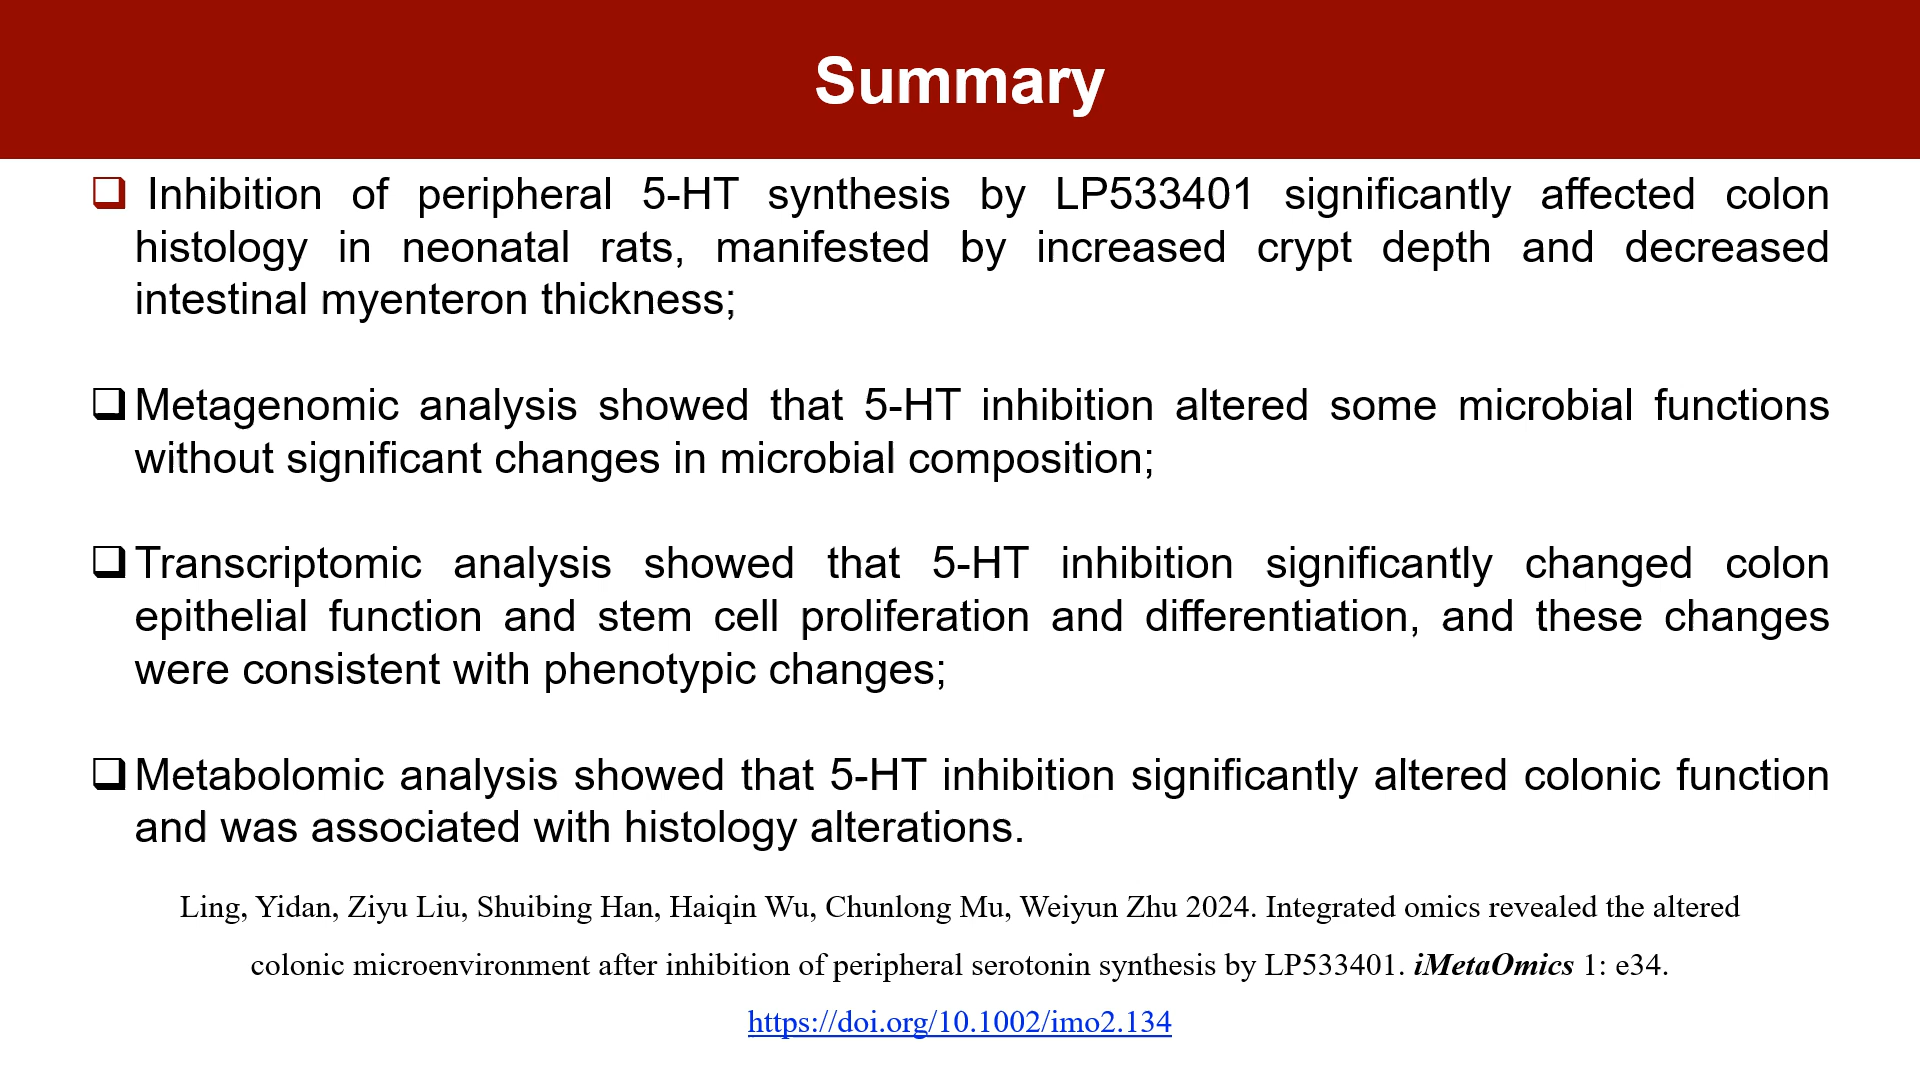 Summary
Inhibition of peripheral 5-HT synthesis by LP533401 significantly affected colon
histology in neonatal rats, manifested by increased crypt depth and decreased
intestinal myenteron thickness;
Metagenomic analysis showed that 5-HT inhibition altered some microbial functions
without significant changes in microbial composition;
Transcriptomic analysis showed that 5-HT inhibition significantly changed colon
epithelial function and stem cell proliferation and differentiation, and these changes
were consistent with phenotypic changes;
Metabolomic analysis showed that 5-HT inhibition significantly altered colonic function
and was associated with histology alterations.
Ling, Yidan, Ziyu Liu, Shuibing Han, Haiqin Wu, Chunlong Mu, Weiyun Zhu 2024. Integrated omics revealed the altered
colonic microenvironment after inhibition of peripheral serotonin synthesis by LP533401. iMetaOmics 1: e34.
https://doi.org/10.1002/imo2.134